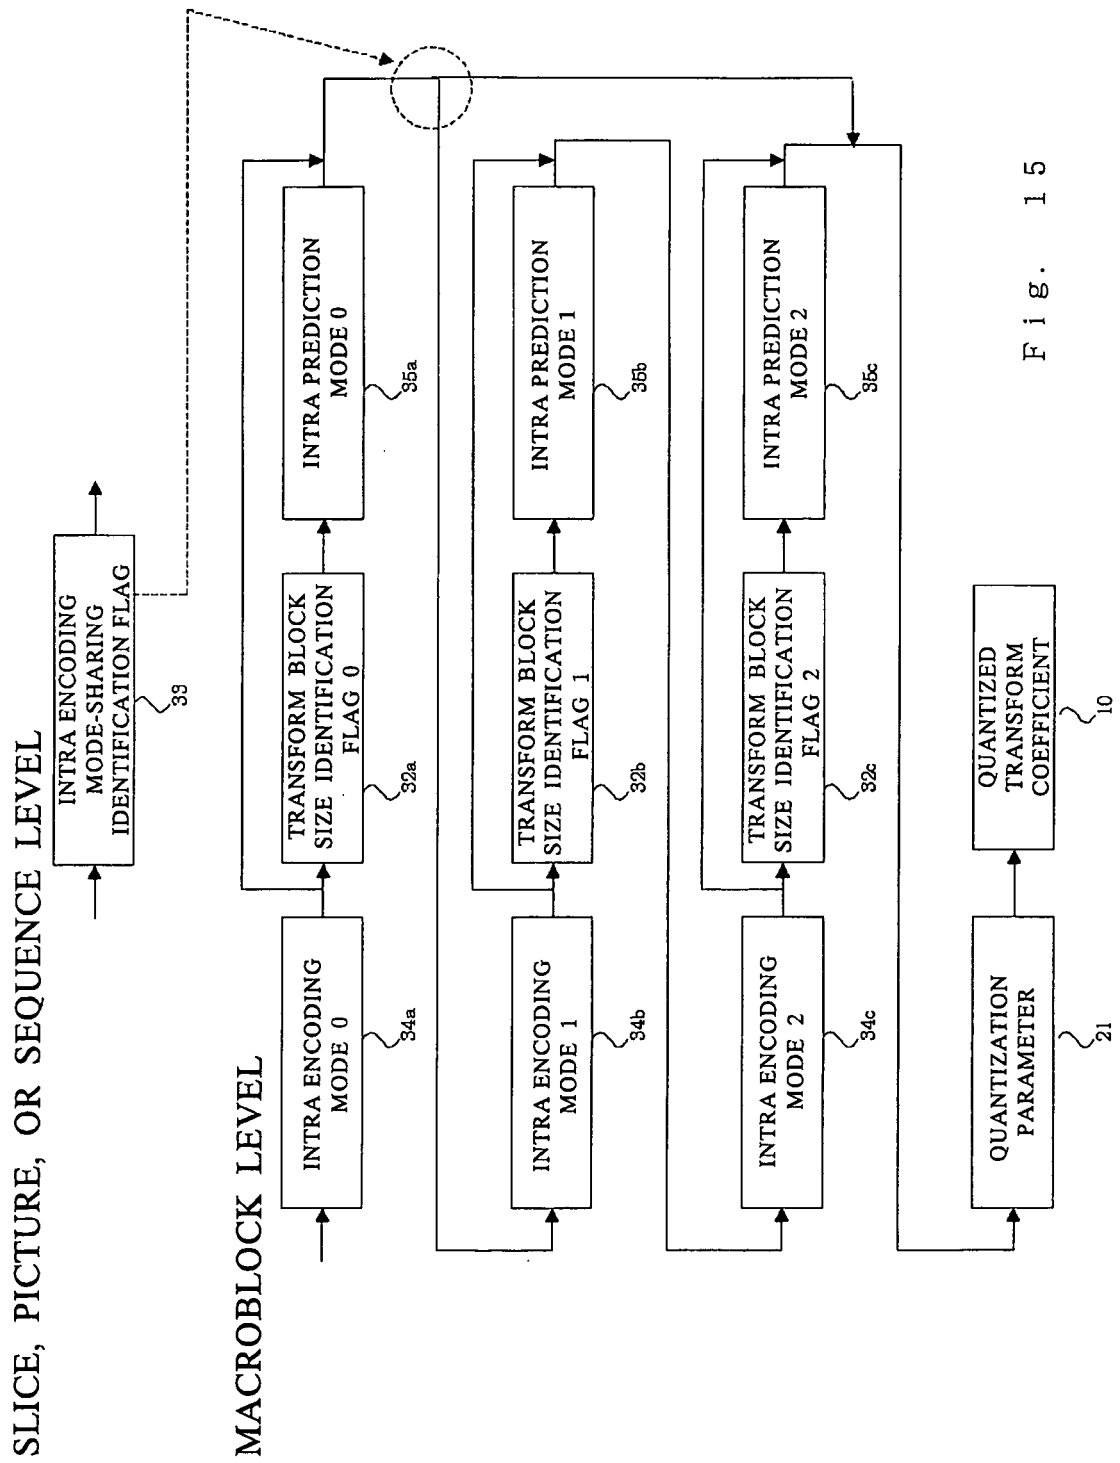 SLICE, PICTURE, OR SEQUENCE LEVEL
INTRA ENCODING
MODE-SHARING
IDENTIFICATION FLAG
33
MACROBLOCK LEVEL
INTRA ENCODING
MODE 0
34a
TRANSFORM BLOCK
SIZE IDENTIFICATION
FLAG 0
32a
INTRA PREDICTION
MODE 0
35a
INTRA ENCODING
MODE 1
34b
TRANSFORM BLOCK
SIZE IDENTIFICATION
FLAG 1
32b
INTRA PREDICTION
MODE 1
35b
INTRA ENCODING
MODE 2
34c
TRANSFORM BLOCK
SIZE IDENTIFICATION
FLAG 2
32c
INTRA PREDICTION
MODE 2
35c
QUANTIZATION
PARAMETER
21
QUANTIZED
TRANSFORM
COEFFICIENT
10
Fig. 15